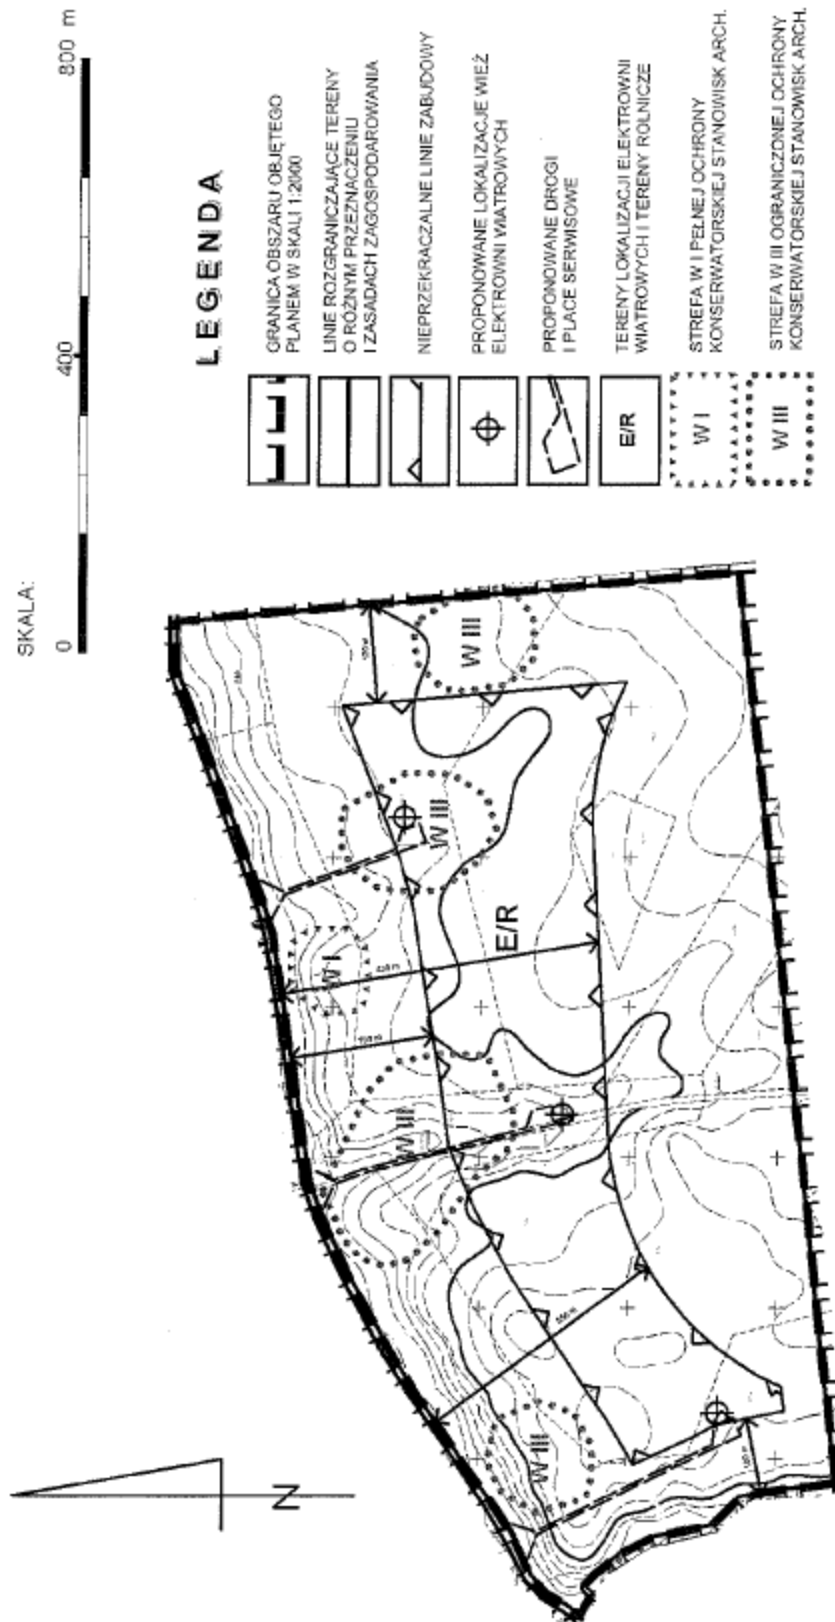 SKALA:
0
400
800 m
LEGENDA
GRANICA OBSZARU OBJĘTEGO
PLANEM W SKALI 1:2000
LINIE ROZGRANICZAJĄCE TERENY
O RÓŻNYM PRZEZNACZENIU
I ZASADACH ZAGOSPODAROWANIA
NIEPRZEKRACZALNE LINIE ZABUDOWY
PROPONOWANE LOKALIZACJE WIEŻ
ELEKTROWNI WIATROWYCH
PROPONOWANE DROGI
I PLACE SERWISOWE
E/R
TERENY LOKALIZACJI ELEKTROWNI
WIATROWYCH I TERENY ROLNICZE
W I
STREFA W I PEŁNEJ OCHRONY
KONSERWATORSKIEJ STANOWISK ARCH.
W III
STREFA W III OGRANICZONEJ OCHRONY
KONSERWATORSKIEJ STANOWISK ARCH.
N
W III
W III
W I
W III
W III
E/R